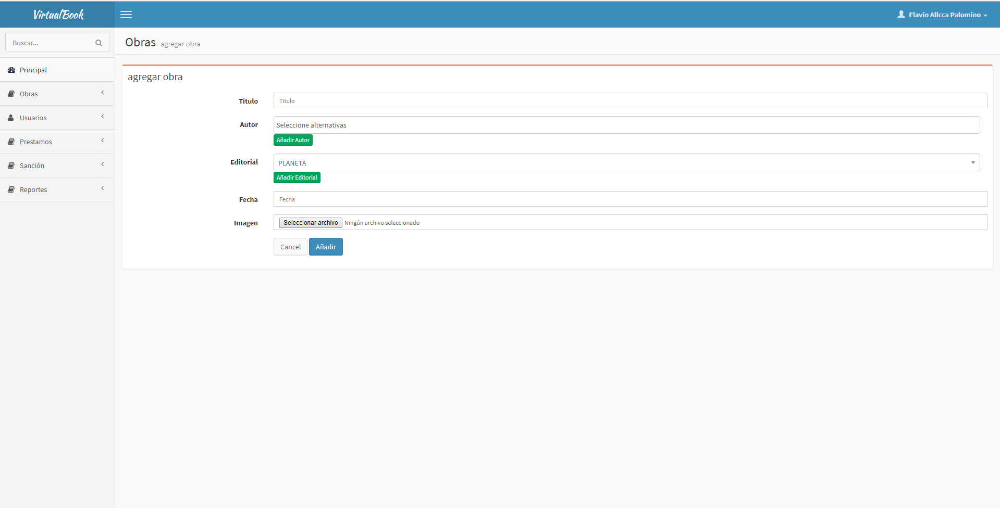 VirtualBook
Flavio Allcca Palomino
Buscar...
Principal
Obras
Usuarios
Prestamos
Sanción
Reportes
Obras agregar obra
agregar obra
Titulo Titulo
Autor Seleccione alternativas
Añadir Autor
Editorial PLANETA
Añadir Editorial
Fecha Fecha
Imagen Seleccionar archivo Ningún archivo seleccionado
Cancel Añadir